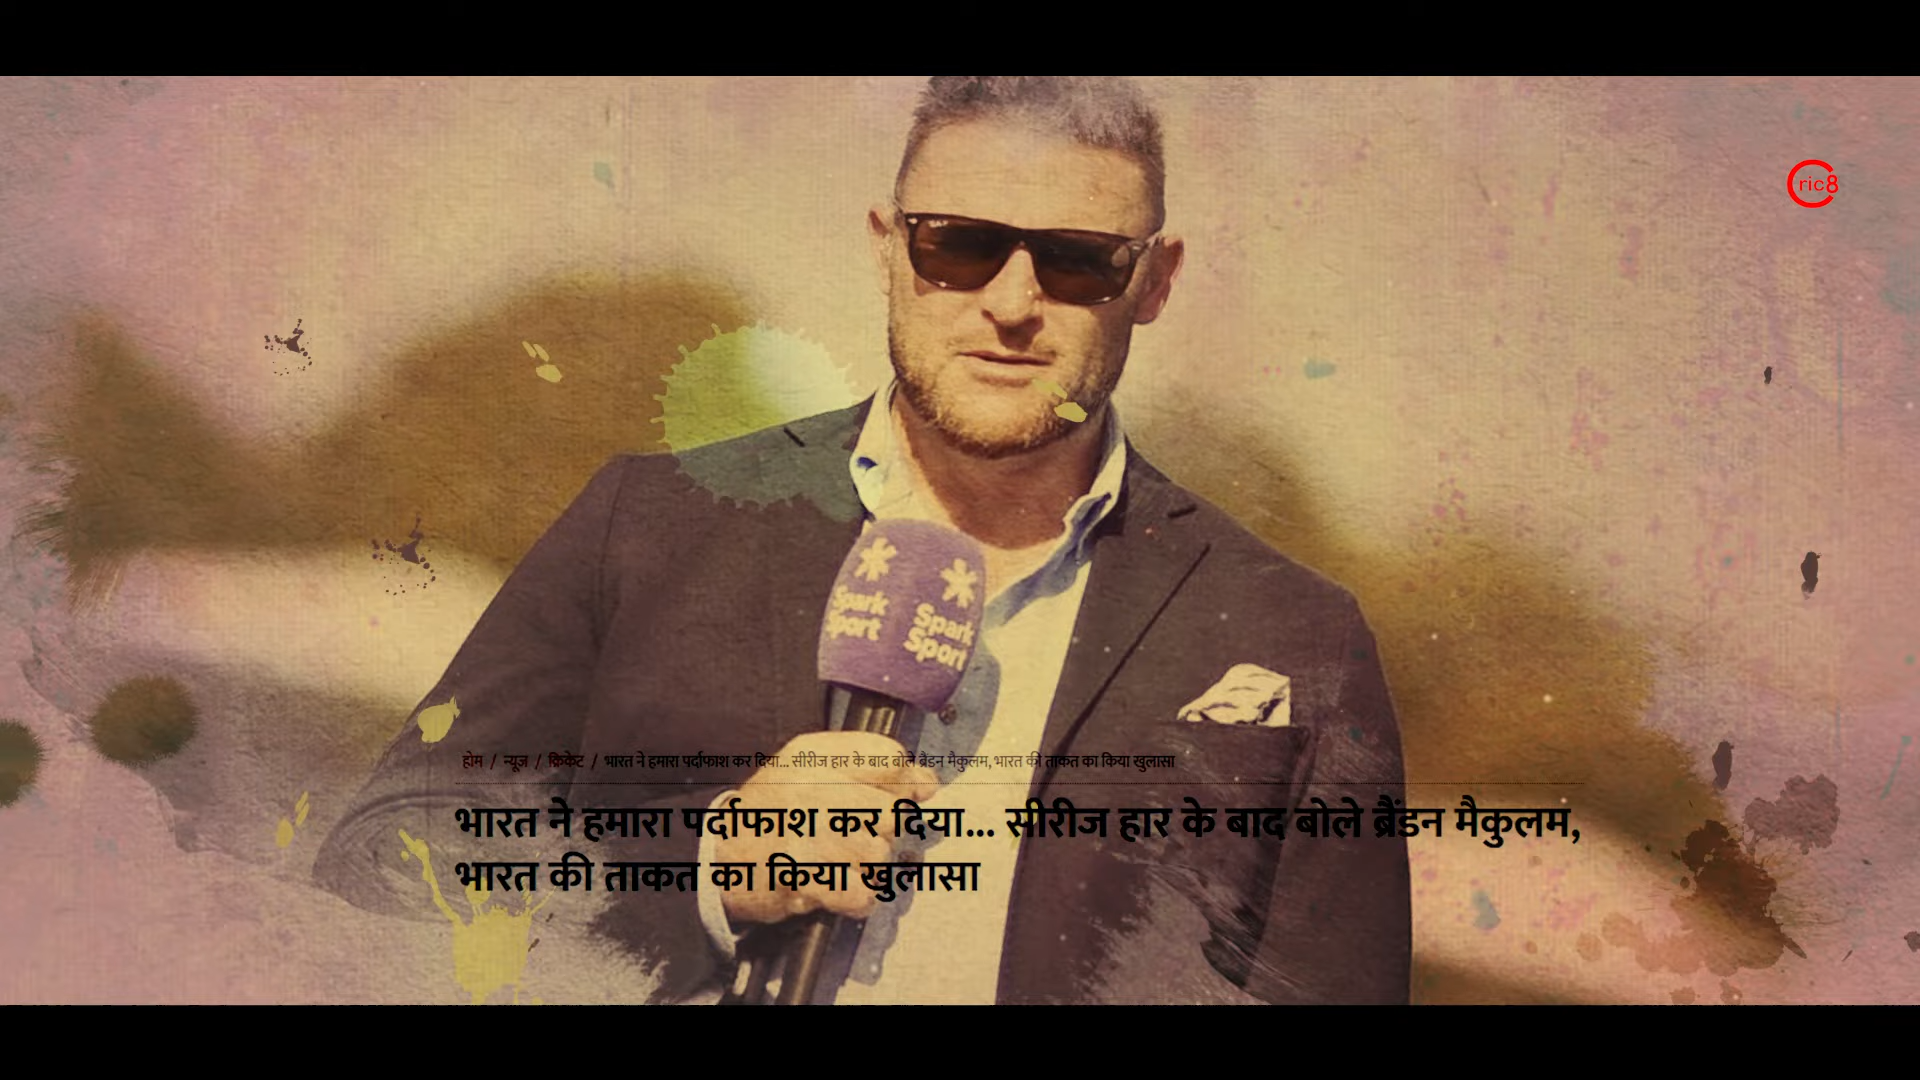 ric8
Spark
Sport
Spark
Sport
होम / न्यूज़ / क्रिकेट / भारत ने हमारा पर्दाफाश कर दिया... सीरीज हार के बाद बोले ब्रैंडन मैकुलम, भारत की ताकत का किया खुलासा
भारत ने हमारा पर्दाफाश कर दिया... सीरीज हार के बाद बोले ब्रैंडन मैकुलम,
भारत की ताकत का किया खुलासा